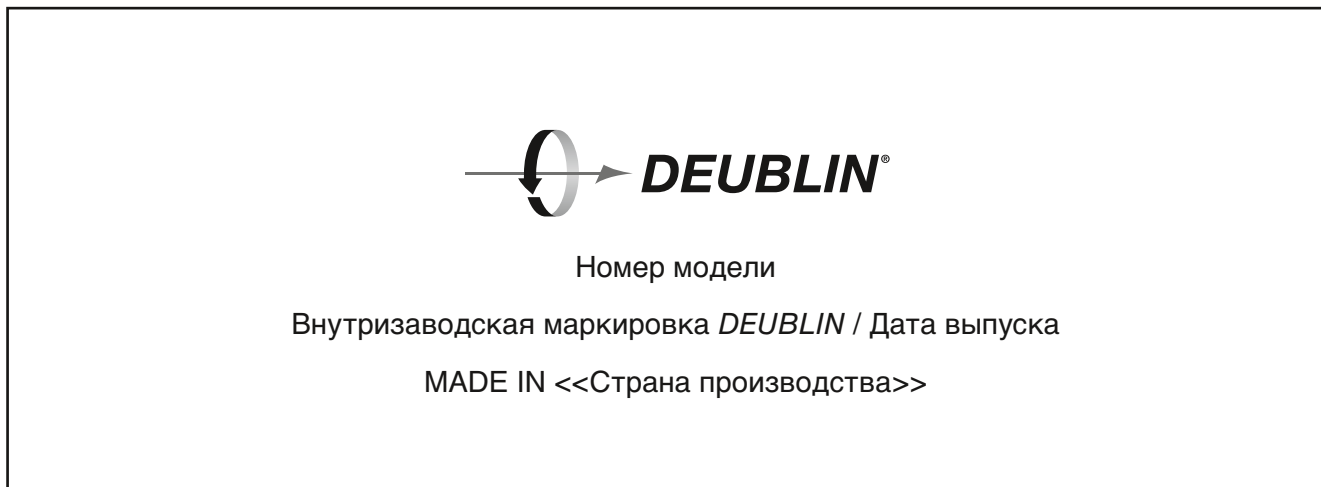 DEUBLIN®
Номер модели
Внутризаводская маркировка DEUBLIN / Дата выпуска
MADE IN <<Страна производства>>